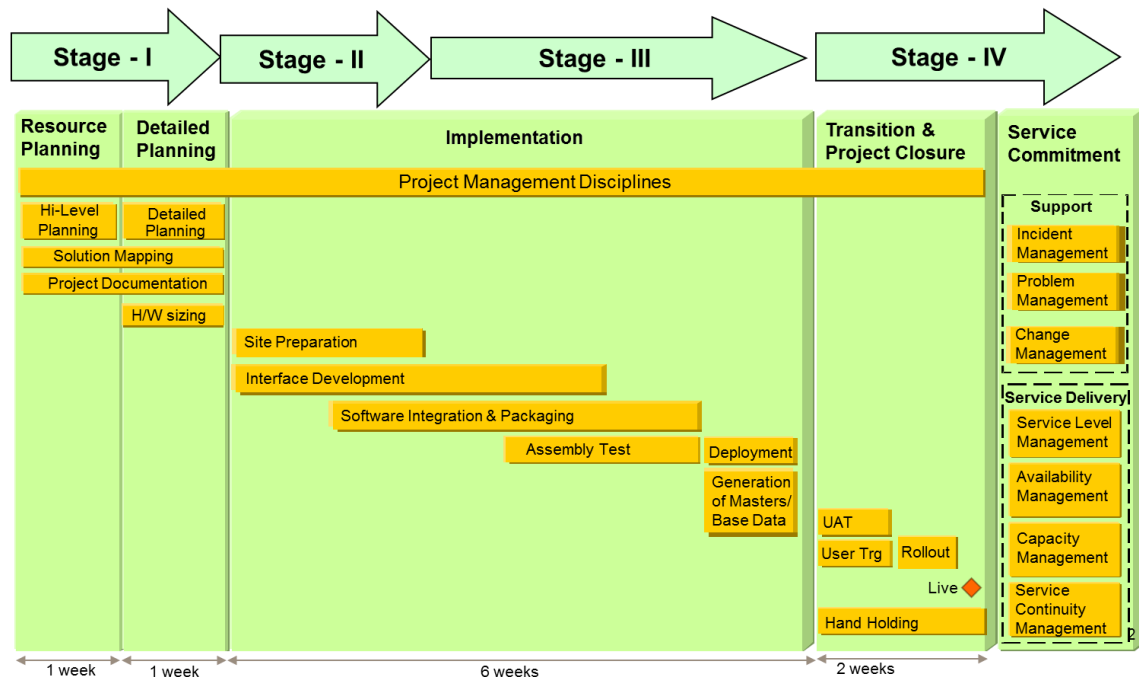 Stage - I
Stage - II
Stage - III
Stage - IV
Resource
Planning
Detailed
Planning
Implementation
Transition &
Project Closure
Service
Commitment
Project Management Disciplines
Hi-Level
Planning
Detailed
Planning
Solution Mapping
Project Documentation
H/W sizing
Site Preparation
Interface Development
Software Integration & Packaging
Assembly Test
Deployment
Generation
of Masters/
Base Data
UAT
User Trg
Rollout
Live
Hand Holding
Support
Incident
Management
Problem
Management
Change
Management
Service Delivery
Service Level
Management
Availability
Management
Capacity
Management
Service
Continuity
Management
2
1 week
1 week
6 weeks
2 weeks